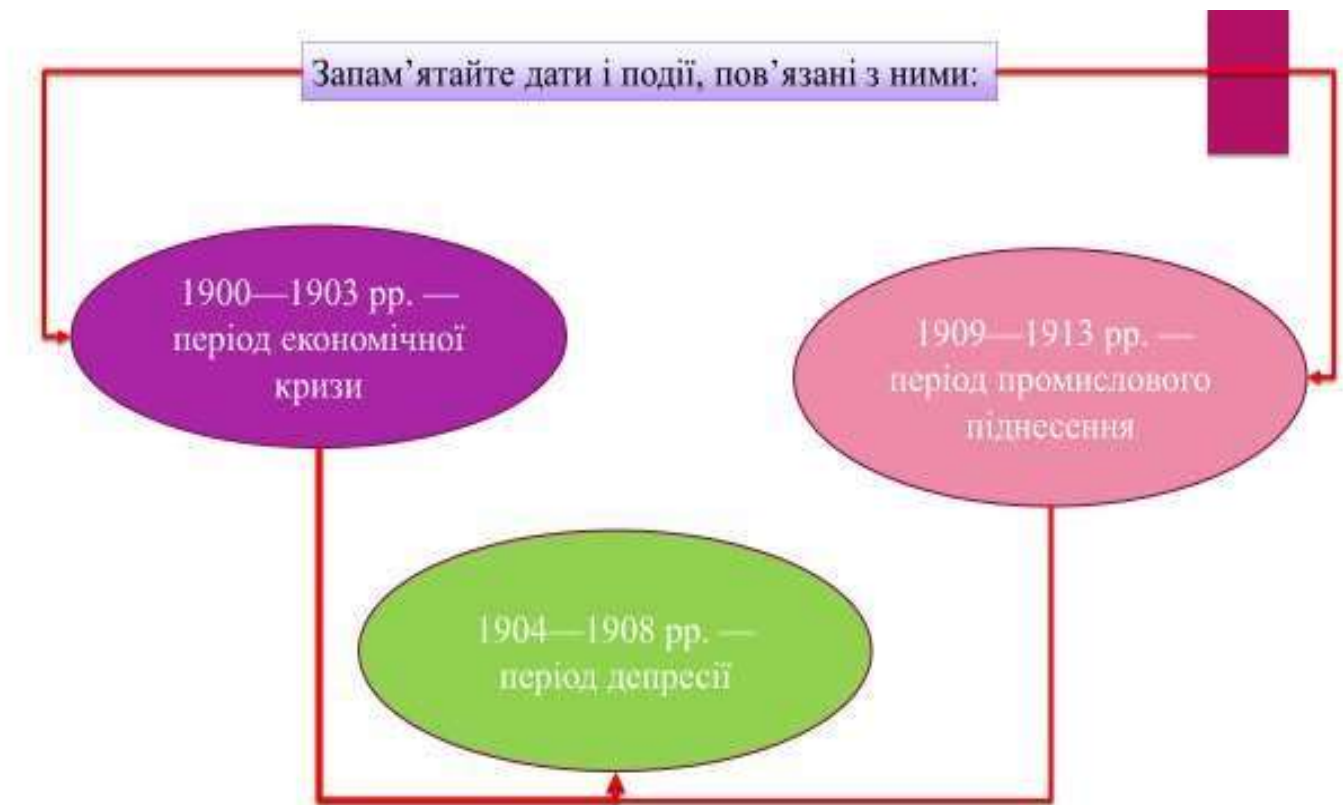 Запам’ятайте дати і події, пов’язані з ними:
1900—1903 рр. —
період економічної
кризи
1909—1913 рр. —
період промислового
піднесення
1904—1908 рр. —
період депресії